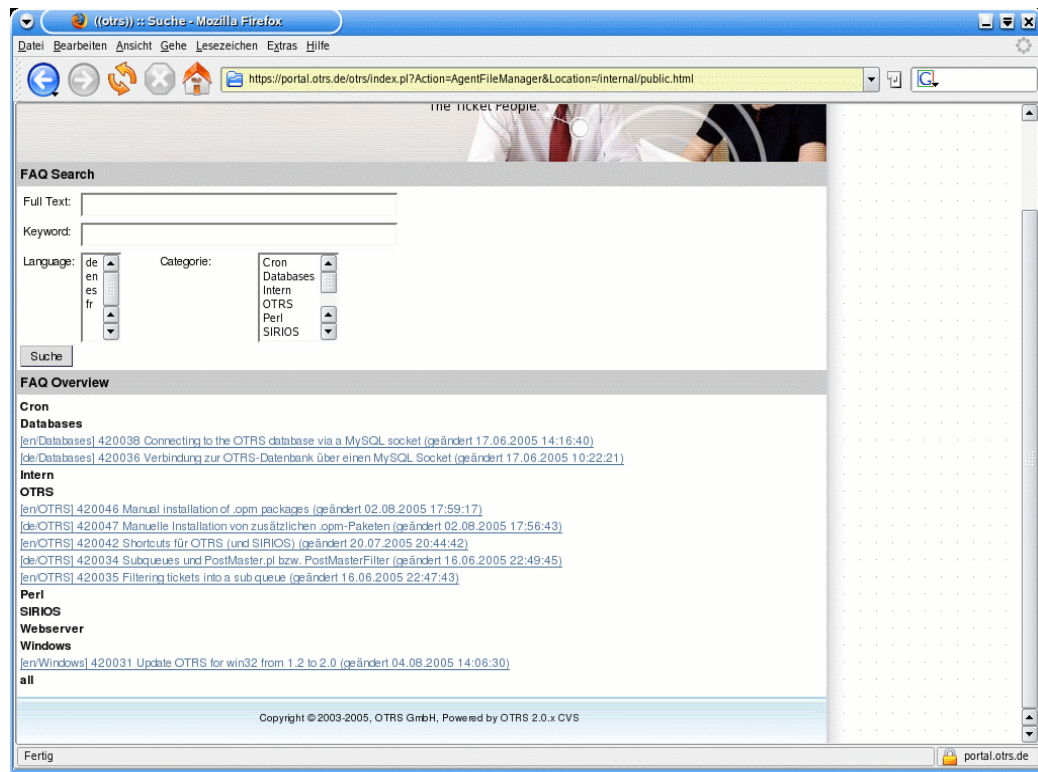 ((otrs)) :: Suche - Mozilla Firefox
Datei Bearbeiten Ansicht Gehe Lesezeichen Extras Hilfe
https://portal.otrs.de/otrs/index.pl?Action=AgentFileManager&Location=/internal/public.html
G
The Ticket People.
FAQ Search
Full Text:
Keyword:
Language: de Categorie: Cron
en Databases
es Intern
fr OTRS
Perl
SIRIOS
Suche
FAQ Overview
Cron
Databases
[en/Databases] 420038 Connecting to the OTRS database via a MySQL socket (geändert 17.06.2005 14:16:40)
[de/Databases] 420036 Verbindung zur OTRS-Datenbank über einen MySQL Socket (geändert 17.06.2005 10:22:21)
Intern
OTRS
[en/OTRS] 420046 Manual installation of .opm packages (geändert 02.08.2005 17:59:17)
[de/OTRS] 420047 Manuelle Installation von zusätzlichen .opm-Paketen (geändert 02.08.2005 17:56:43)
[en/OTRS] 420042 Shortcuts für OTRS (und SIRIOS) (geändert 20.07.2005 20:44:42)
[de/OTRS] 420034 Subqueues und PostMaster.pl bzw. PostMasterFilter (geändert 16.06.2005 22:49:45)
[en/OTRS] 420035 Filtering tickets into a sub queue (geändert 16.06.2005 22:47:43)
Perl
SIRIOS
Webserver
Windows
[en/Windows] 420031 Update OTRS for win32 from 1.2 to 2.0 (geändert 04.08.2005 14:06:30)
all
Copyright © 2003-2005, OTRS GmbH, Powered by OTRS 2.0.x CVS
Fertig portal.otrs.de